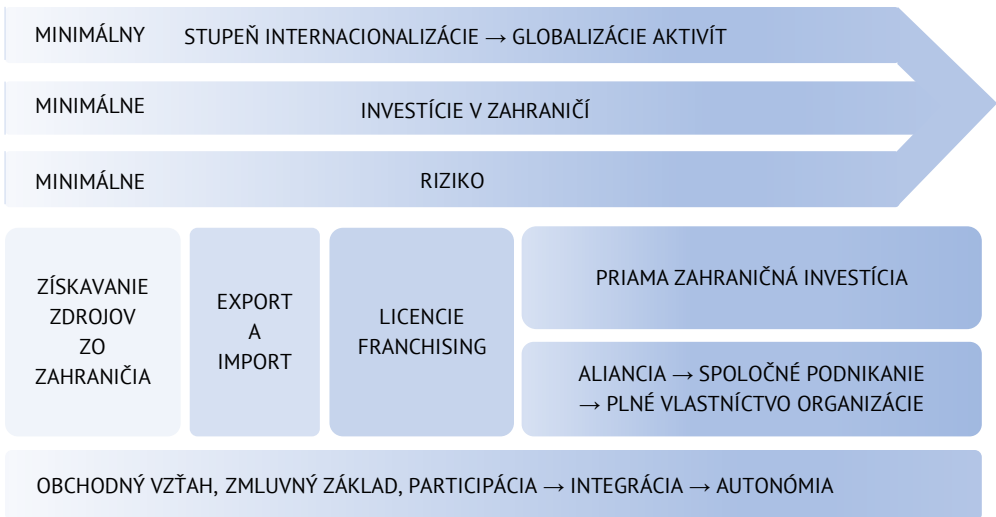 MINIMÁLNY STUPEŇ INTERNACIONALIZÁCIE → GLOBALIZÁCIE AKTIVÍT
MINIMÁLNE INVESTÍCIE V ZAHRANIČÍ
MINIMÁLNE RIZIKO
ZÍSKAVANIE
ZDROJOV
ZO
ZAHRANIČIA
EXPORT
A
IMPORT
LICENCIE
FRANCHISING
PRIAMA ZAHRANIČNÁ INVESTÍCIA
ALIANCIA → SPOLOČNÉ PODNIKANIE
→ PLNÉ VLASTNÍCTVO ORGANIZÁCIE
OBCHODNÝ VZŤAH, ZMLUVNÝ ZÁKLAD, PARTICIPÁCIA → INTEGRÁCIA → AUTONÓMIA